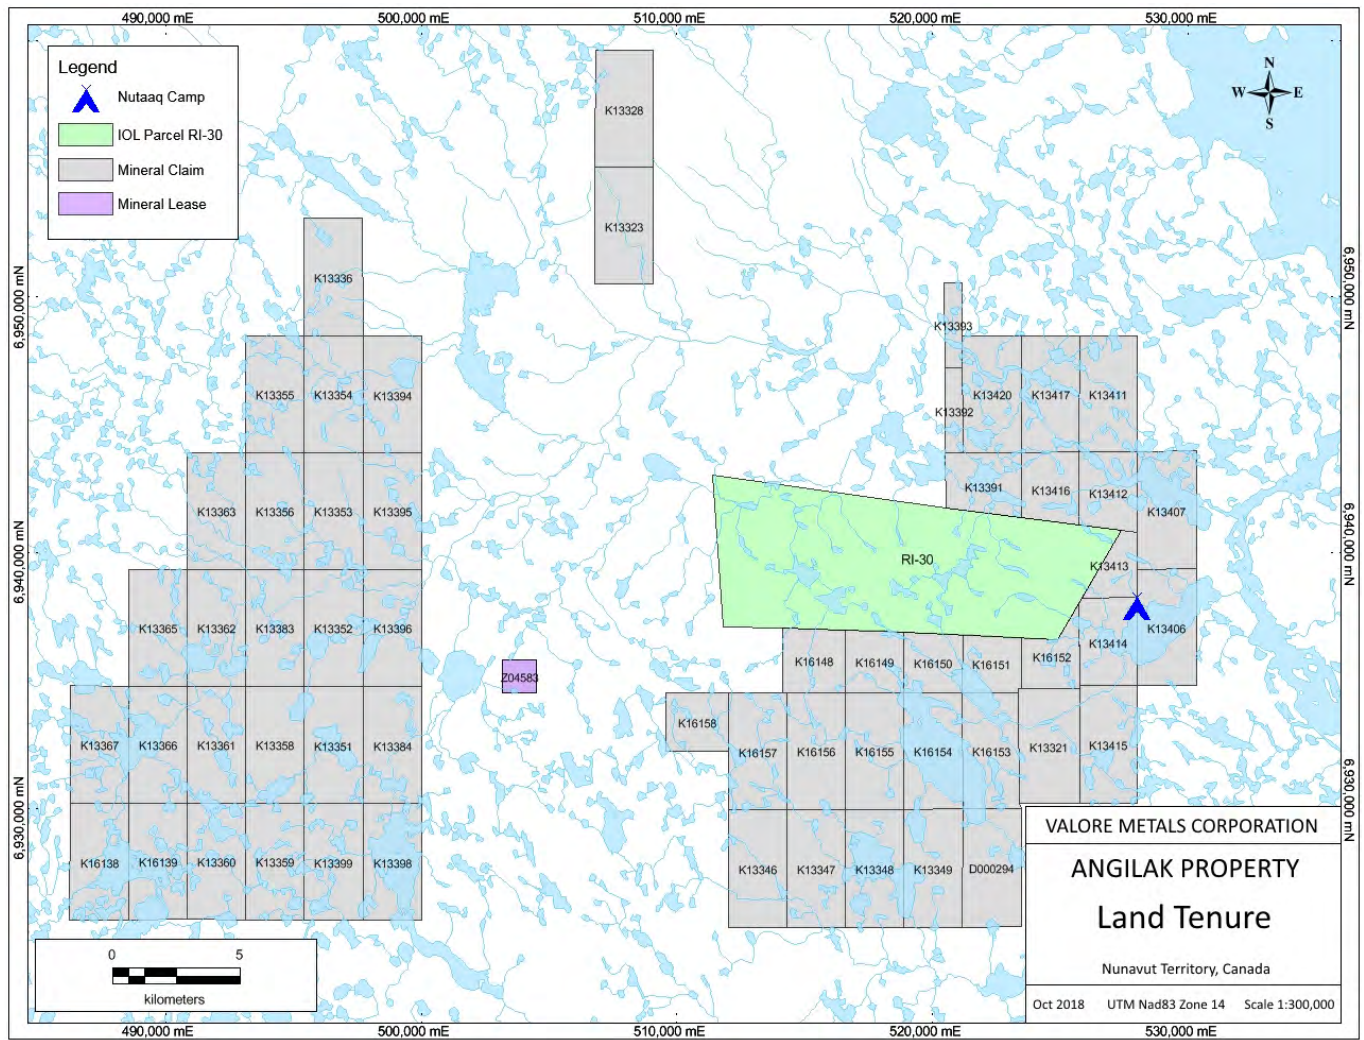 490,000 mE 500,000 mE 510,000 mE 520,000 mE 530,000 mE
Legend
Nutaaq Camp
IOL Parcel RI-30
Mineral Claim
Mineral Lease
N
W E
S
6,950,000 mN
6,940,000 mN
6,930,000 mN
6,950,000 mN
6,940,000 mN
6,930,000 mN
K13328
K13323
K13336
K13393
K13355 K13354 K13394
K13392 K13420 K13417 K13411
K13363 K13356 K13353 K13395
K13391 K13416 K13412 K13407
RI-30 K13413
K13365 K13362 K13383 K13352 K13396
K13414 K13406
K16148 K16149 K16150 K16151 K16152
Z04583
K16158
K13367 K13366 K13361 K13358 K13351 K13384
K16157 K16156 K16155 K16154 K16153 K13321 K13415
K16138 K16139 K13360 K13359 K13399 K13398
K13346 K13347 K13348 K13349 D000294
0 5
kilometers
VALORE METALS CORPORATION
ANGILAK PROPERTY
Land Tenure
Nunavut Territory, Canada
Oct 2018 UTM Nad83 Zone 14 Scale 1:300,000
490,000 mE 500,000 mE 510,000 mE 520,000 mE 530,000 mE